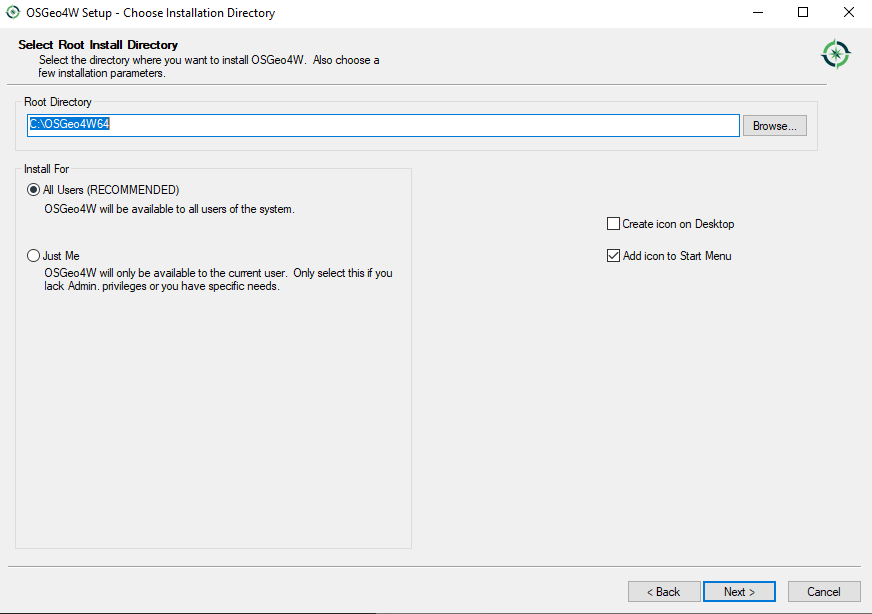 OSGeo4W Setup - Choose Installation Directory
Select Root Install Directory
Select the directory where you want to install OSGeo4W. Also choose a
few installation parameters.
Root Directory
C:\OSGeo4W64
Browse...
Install For
All Users (RECOMMENDED)
OSGeo4W will be available to all users of the system.
Just Me
OSGeo4W will only be available to the current user. Only select this if you
lack Admin. privileges or you have specific needs.
Create icon on Desktop
Add icon to Start Menu
< Back
Next >
Cancel